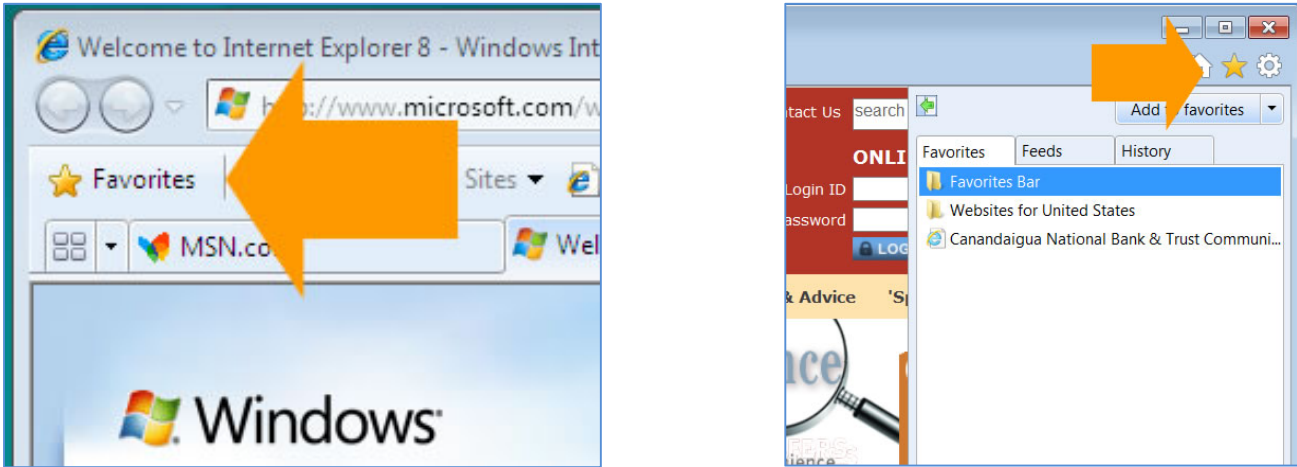 Welcome to Internet Explorer 8 - Windows Int
://www.microsoft.com/w
Favorites
Sites
MSN.co
Wel
Windows
tact Us search
Add favorites
ONLI
Favorites Feeds History
Login ID
Favorites Bar
assword
Websites for United States
LOG
Canandaigua National Bank & Trust Communi...
& Advice 'Sp
ience